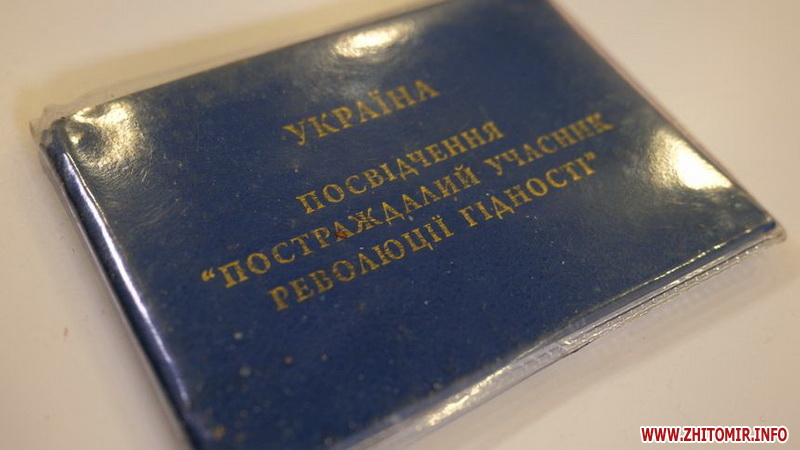 УКРАЇНА
ПОСВІДЧЕННЯ
“ПОСТРАЖДАЛИЙ УЧАСНИК
РЕВОЛЮЦІЇ ГІДНОСТІ”
WWW.ZHITOMIR.INFO